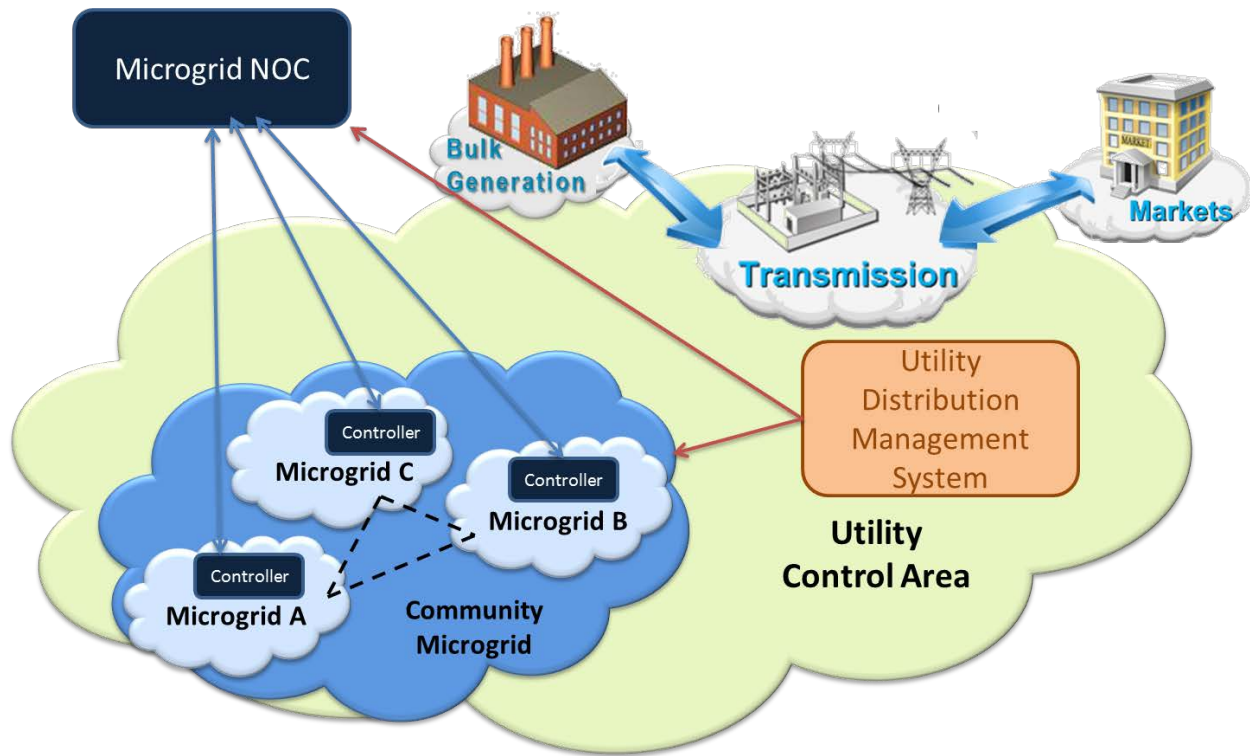 Microgrid NOC
Bulk
Generation
MARKET
Markets
Transmission
Utility
Distribution
Management
System
Controller
Microgrid C
Controller
Microgrid B
Utility
Control Area
Controller
Microgrid A
Community
Microgrid